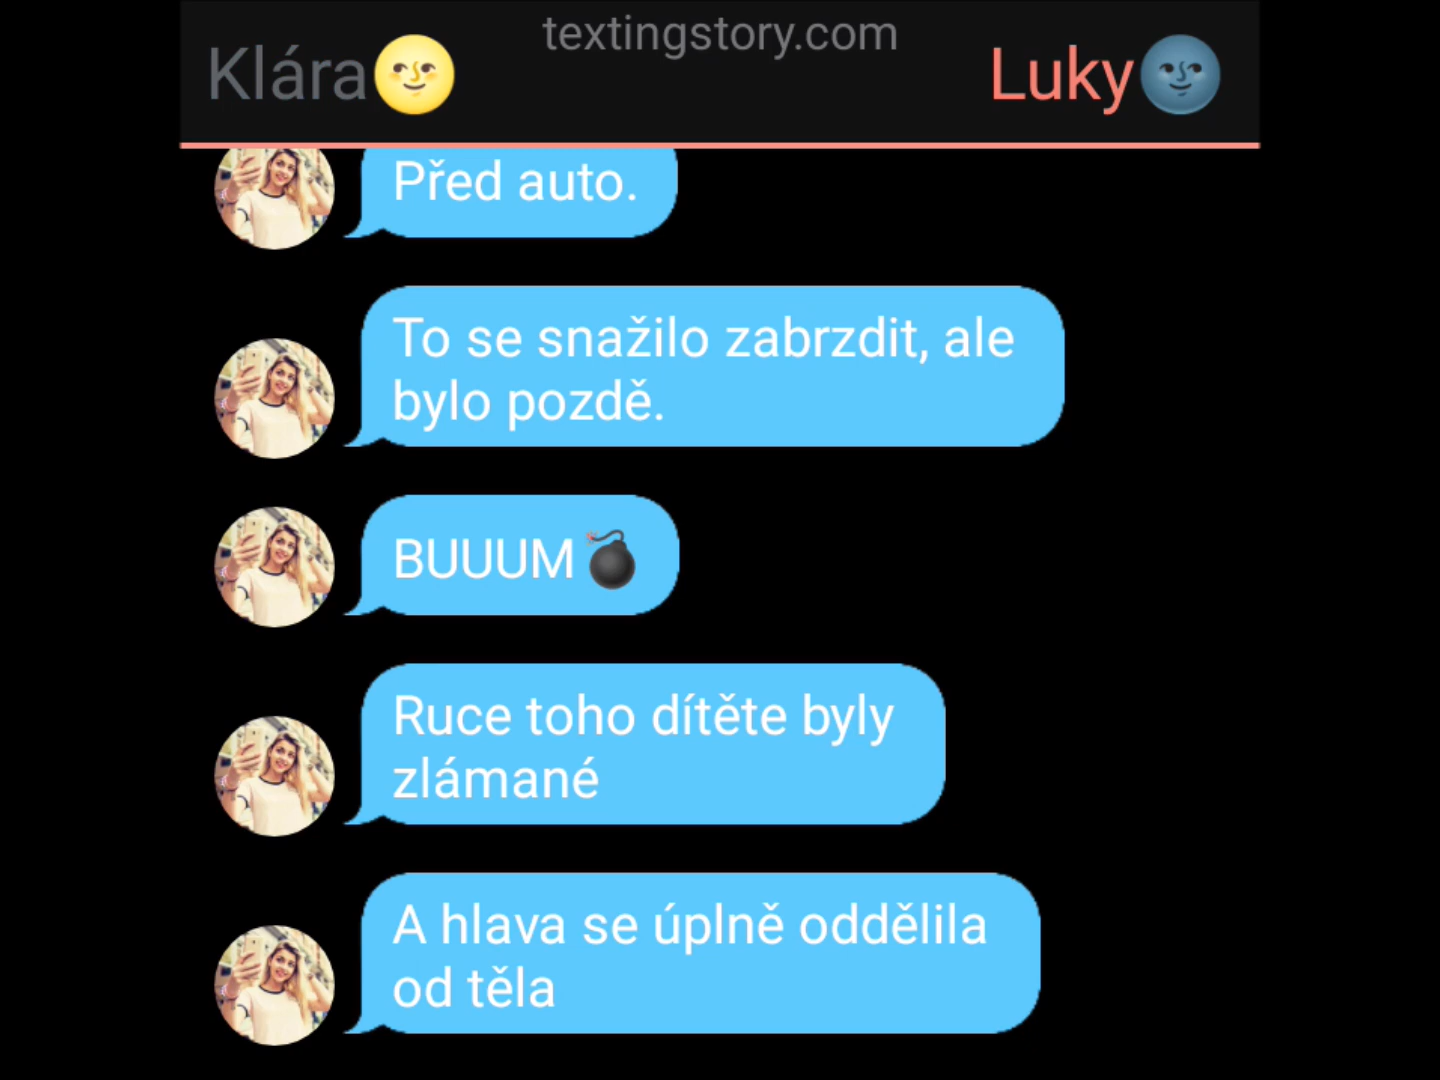 textingstory.com
Klára🌝
Luky🌚
Před auto.
To se snažilo zabrzdit, ale
bylo pozdě.
BUUUM💣
Ruce toho dítěte byly
zlámané
A hlava se úplně oddělila
od těla